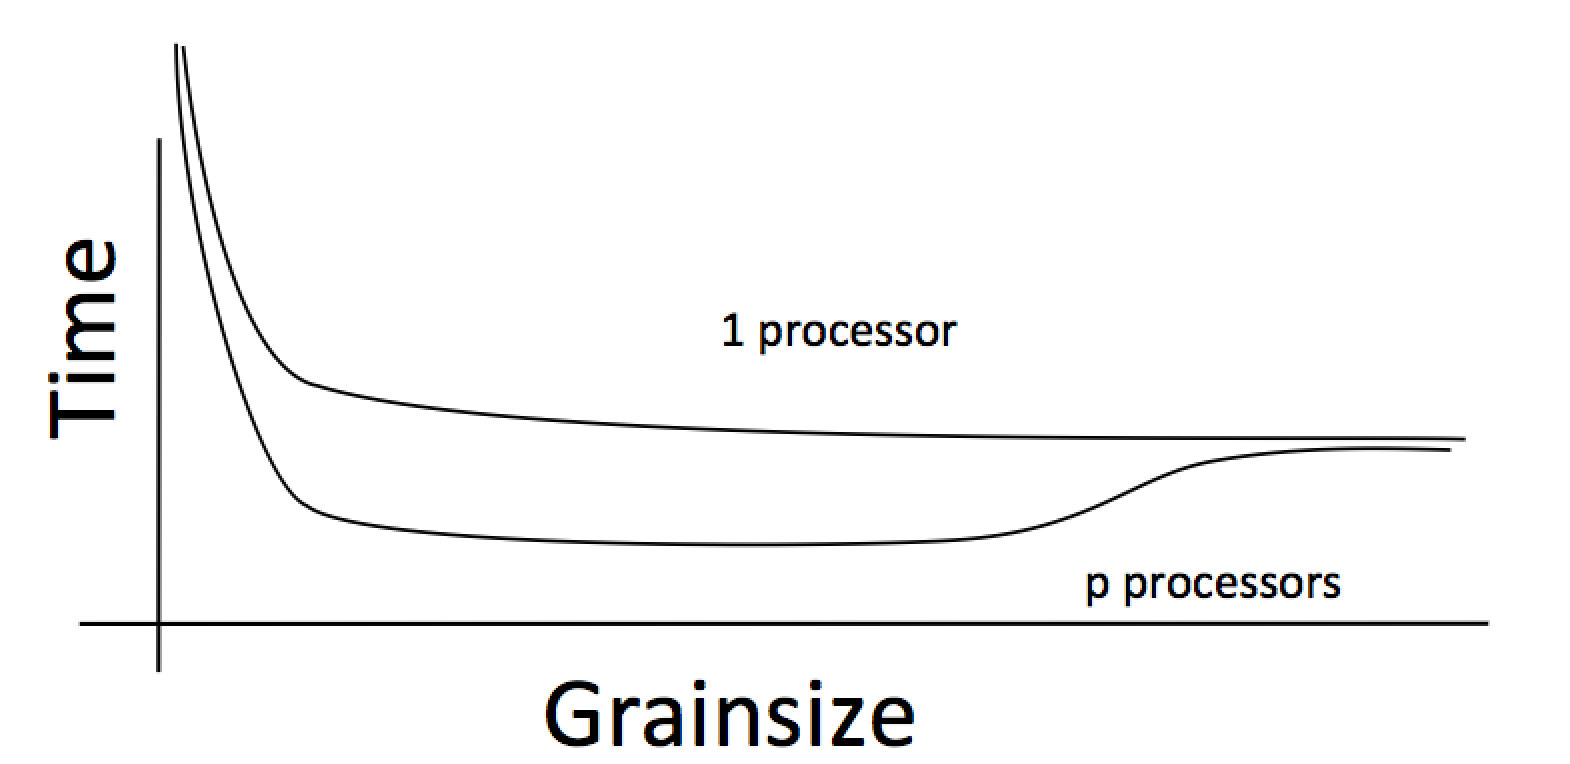 Time
1 processor
p processors
Grainsize